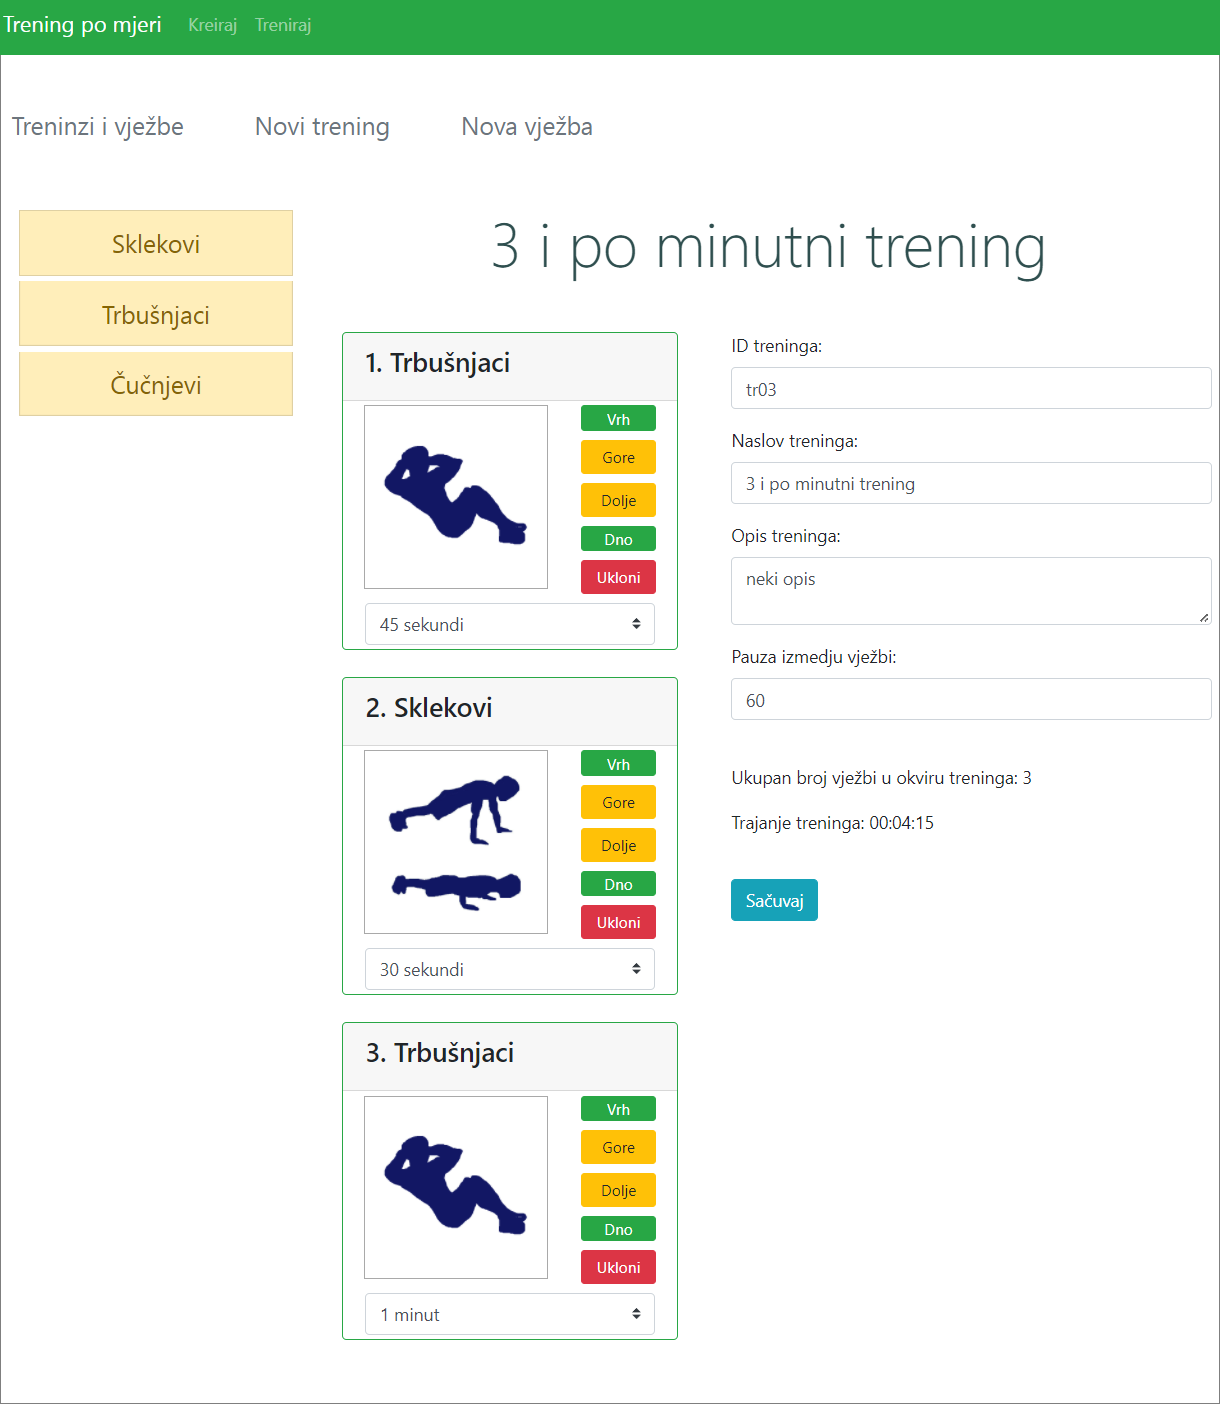 Trening po mjeri Kreiraj Treniraj
Treninzi i vježbe Novi trening Nova vježba
Sklekovi
Trbušnjaci
Čučnjevi
3 i po minutni trening
1. Trbušnjaci
Vrh
Gore
Dolje
Dno
Ukloni
45 sekundi
2. Sklekovi
Vrh
Gore
Dolje
Dno
Ukloni
30 sekundi
3. Trbušnjaci
Vrh
Gore
Dolje
Dno
Ukloni
1 minut
ID treninga:
tr03
Naslov treninga:
3 i po minutni trening
Opis treninga:
neki opis
Pauza izmedju vježbi:
60
Ukupan broj vježbi u okviru treninga: 3
Trajanje treninga: 00:04:15
Sačuvaj